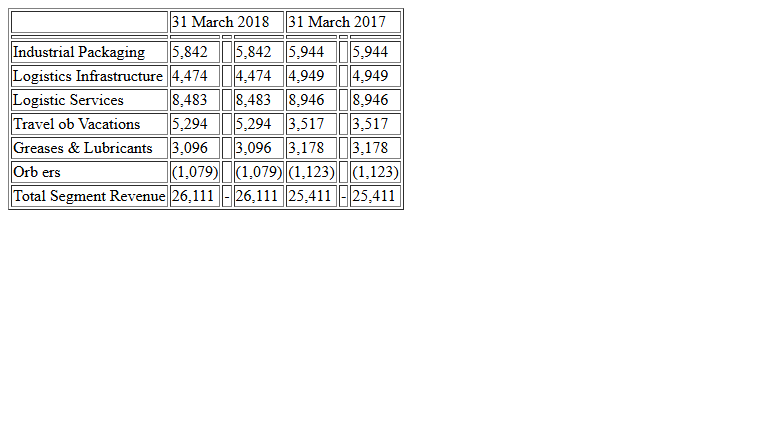 31 March 2018 31 March 2017
Industrial Packaging 5,842 5,842 5,944 5,944
Logistics Infrastructure 4,474 4,474 4,949 4,949
Logistic Services 8,483 8,483 8,946 8,946
Travel ob Vacations 5,294 5,294 3,517 3,517
Greases & Lubricants 3,096 3,096 3,178 3,178
Orb ers (1,079) (1,079) (1,123) (1,123)
Total Segment Revenue 26,111 - 26,111 25,411 - 25,411